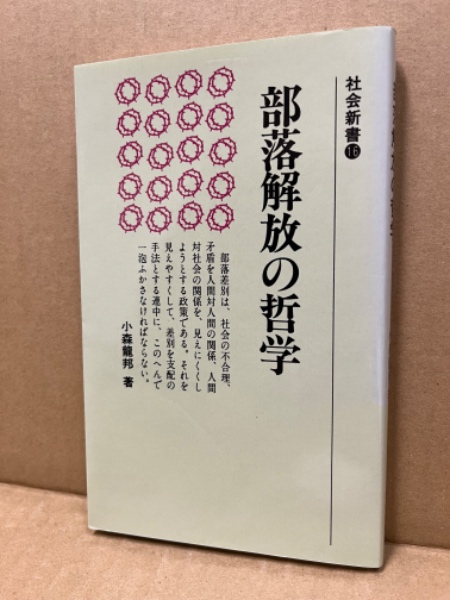 社会新書16
部落解放の哲学
部落差別は、社会の不合理、
矛盾を人間対人間の関係、人間
対社会の関係を、見えにくくし
ようとする政策である。それを
見えやすくして、差別を支配の
手法とする連中に、このへんで
一泡ふかさなければならない。
小森龍邦 著